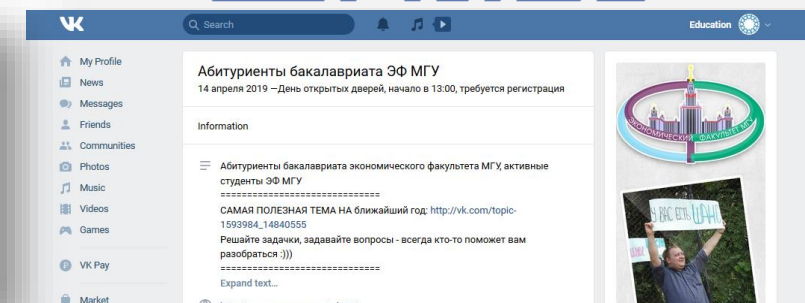 Search
Education
My Profile
News
Messages
Friends
Communities
Photos
Music
Videos
Games
VK Pay
Market
Абитуриенты бакалавриата ЭФ МГУ
14 апреля 2019 —День открытых дверей, начало в 13:00, требуется регистрация
Information
Абитуриенты бакалавриата экономического факультета МГУ, активные
студенты ЭФ МГУ
==============================
САМАЯ ПОЛЕЗНАЯ ТЕМА НА ближайший год: http://vk.com/topic-
1593984_14840555
Решайте задачки, задавайте вопросы - всегда кто-то поможет вам
разобраться :)))
==============================
Expand text...
ЭКОНОМИЧЕСКИЙ ФАКУЛЬТЕТ МГУ
У ВАС ЕСТЬ ШАНС